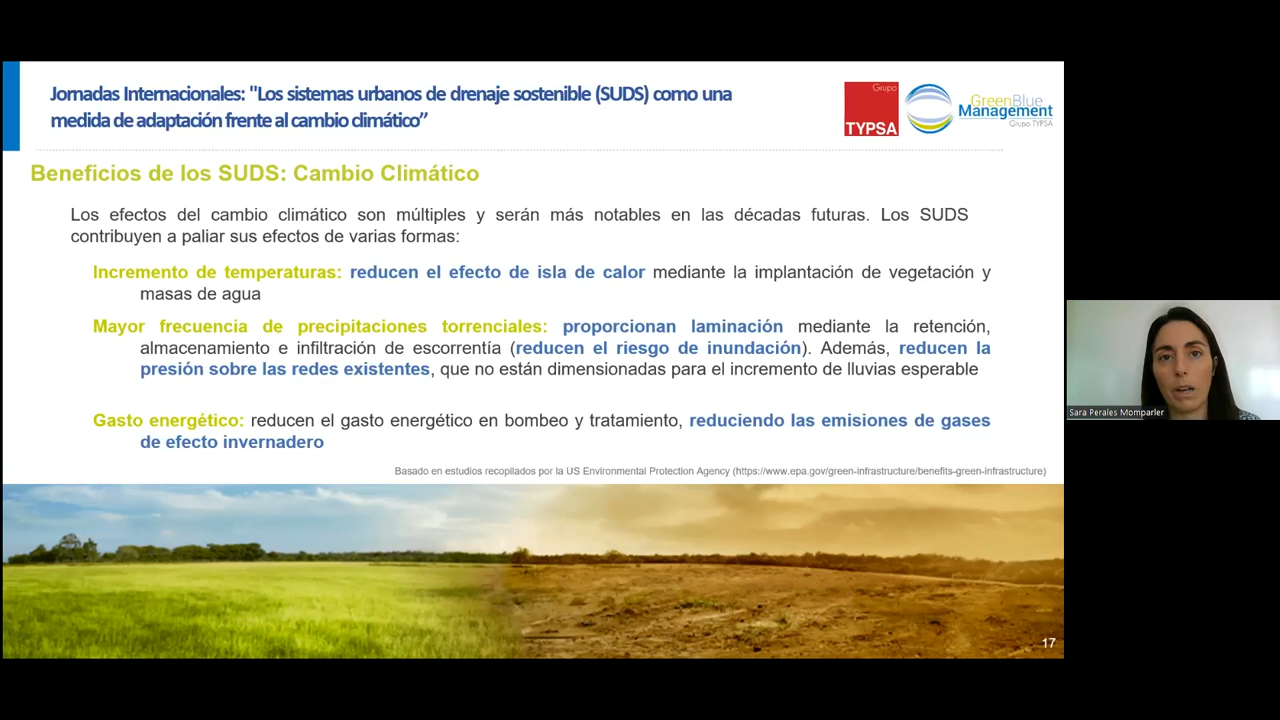 Jornadas Internacionales: "Los sistemas urbanos de drenaje sostenible (SUDS) como una
medida de adaptación frente al cambio climático”
Grupo
TYPSA
GreenBlue
Management
Grupo TYPSA
Beneficios de los SUDS: Cambio Climático
Los efectos del cambio climático son múltiples y serán más notables en las décadas futuras. Los SUDS
contribuyen a paliar sus efectos de varias formas:
Incremento de temperaturas: reducen el efecto de isla de calor mediante la implantación de vegetación y
masas de agua
Mayor frecuencia de precipitaciones torrenciales: proporcionan laminación mediante la retención,
almacenamiento e infiltración de escorrentía (reducen el riesgo de inundación). Además, reducen la
presión sobre las redes existentes, que no están dimensionadas para el incremento de lluvias esperable
Gasto energético: reducen el gasto energético en bombeo y tratamiento, reduciendo las emisiones de gases
de efecto invernadero
Basado en estudios recopilados por la US Environmental Protection Agency (https://www.epa.gov/green-infrastructure/benefits-green-infrastructure)
17
Sara Perales Momparler